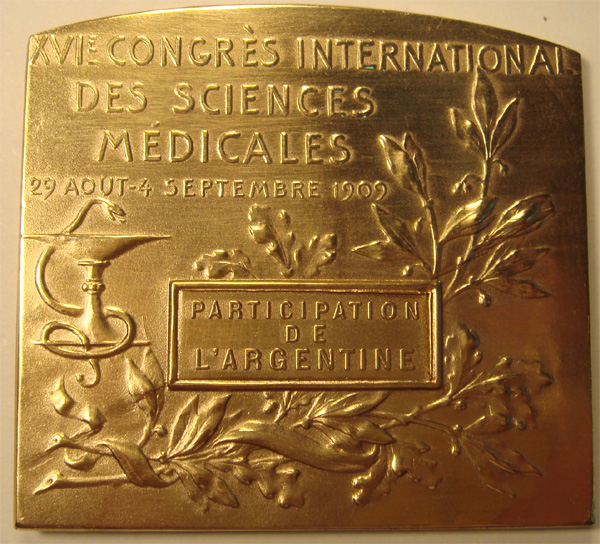 XVIE CONGRÈS INTERNATIONAL
DES SCIENCES
MÉDICALES
29 AOUT-4 SEPTEMBRE 1909
PARTICIPATION
DE
L'ARGENTINE